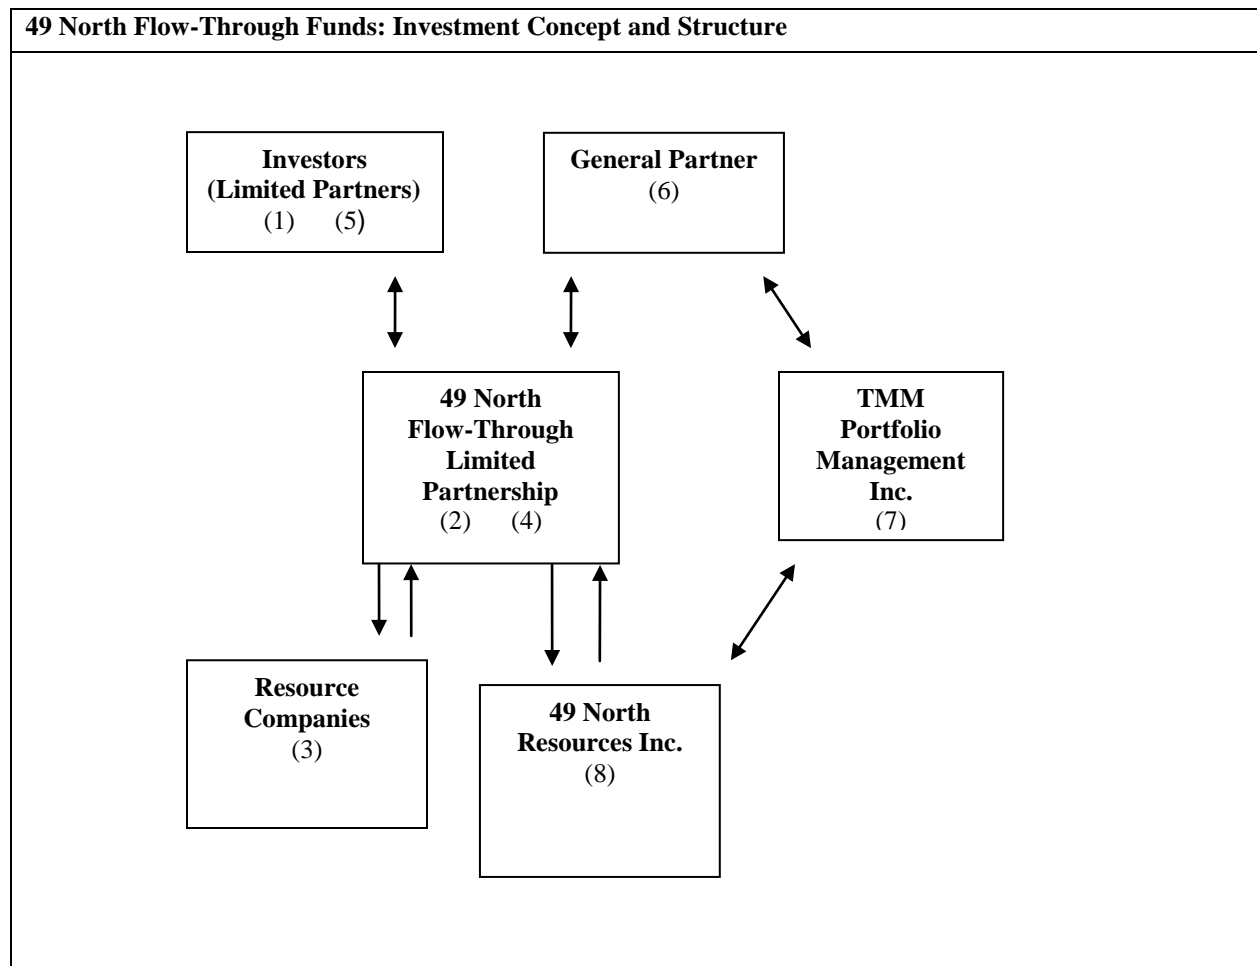 49 North Flow-Through Funds: Investment Concept and Structure
Investors
(Limited Partners)
(1) (5)
General Partner
(6)
49 North
Flow-Through
Limited
Partnership
(2) (4)
TMM
Portfolio
Management
Inc.
(7)
Resource
Companies
(3)
49 North
Resources Inc.
(8)